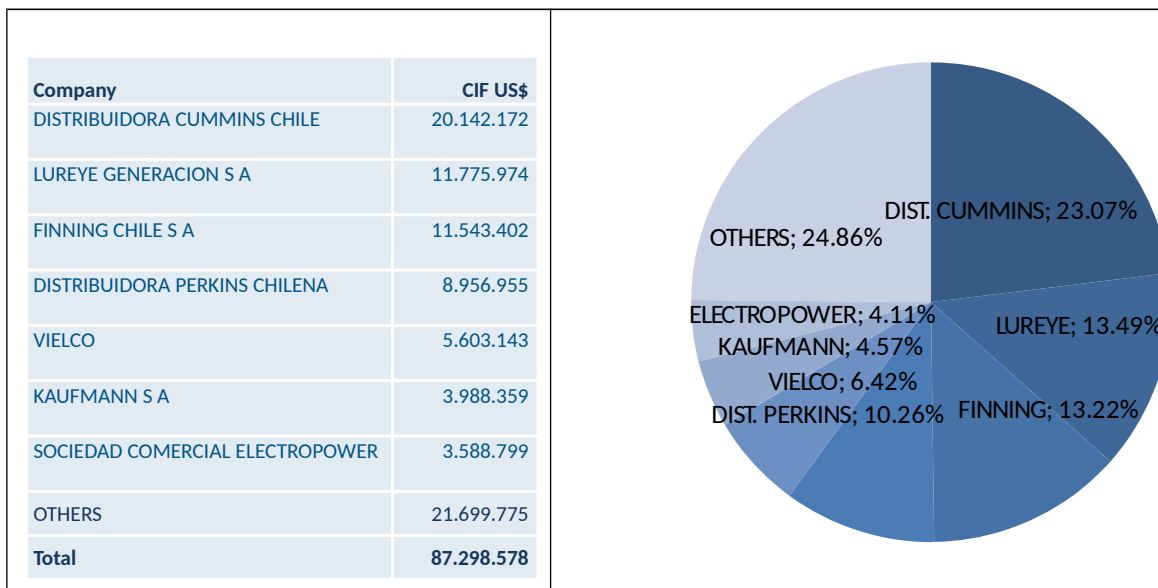 Company CIF US$
DISTRIBUIDORA CUMMINS CHILE 20.142.172
LUREYE GENERACION S A 11.775.974
FINNING CHILE S A 11.543.402
DISTRIBUIDORA PERKINS CHILENA 8.956.955
VIELCO 5.603.143
KAUFMANN S A 3.988.359
SOCIEDAD COMERCIAL ELECTROPOWER 3.588.799
OTHERS 21.699.775
Total 87.298.578
DIST. CUMMINS; 23.07%
OTHERS; 24.86%
ELECTROPOWER; 4.11%
LUREYE; 13.49%
KAUFMANN; 4.57%
VIELCO; 6.42%
DIST. PERKINS; 10.26%
FINNING; 13.22%